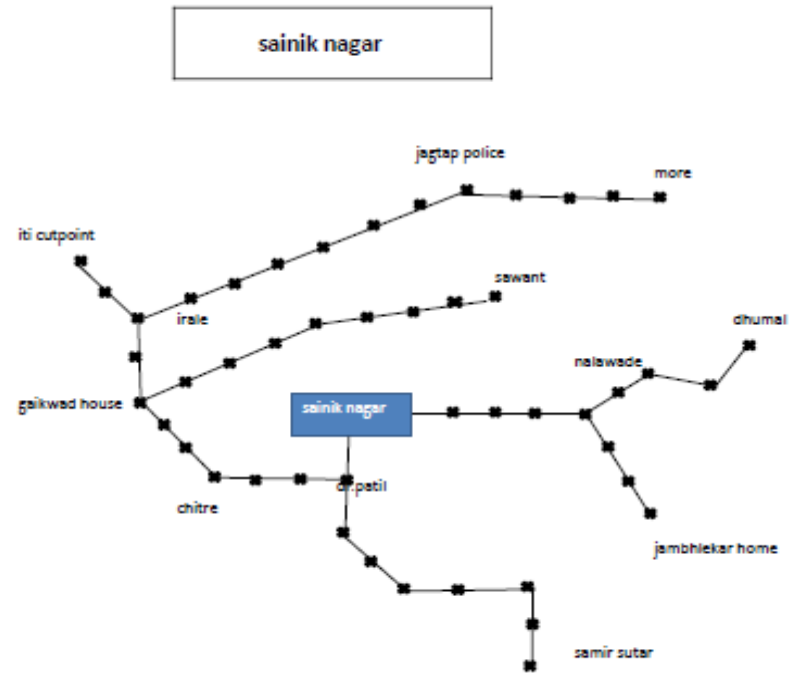 sainik nagar
jagtap police
more
iti cutpoint
sawant
irale
dhumal
nalawade
gaikwad house
sainik nagar
dr.patil
chitre
jambhlekar home
samir sutar